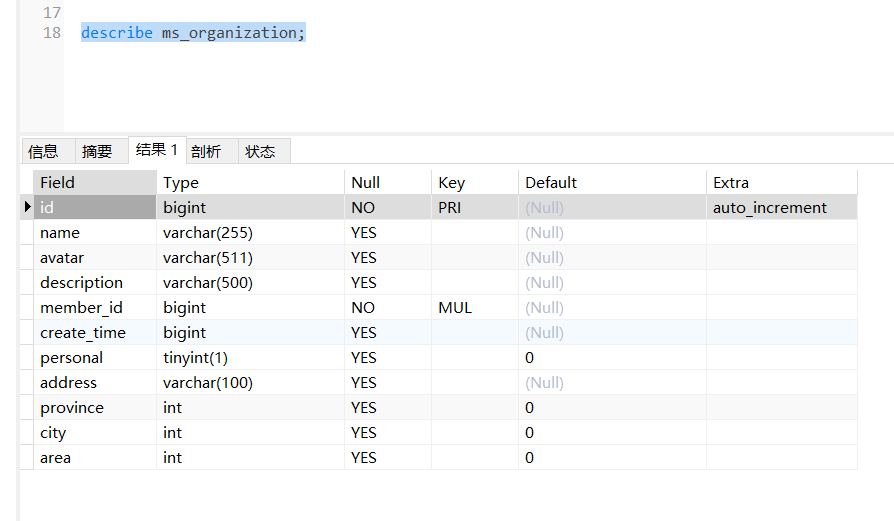 17
18 describe ms_organization;
信息 摘要 结果 1 剖析 状态
Field Type Null Key Default Extra
id bigint NO PRI (Null) auto_increment
name varchar(255) YES (Null)
avatar varchar(511) YES (Null)
description varchar(500) YES (Null)
member_id bigint NO MUL (Null)
create_time bigint YES (Null)
personal tinyint(1) YES 0
address varchar(100) YES (Null)
province int YES 0
city int YES 0
area int YES 0